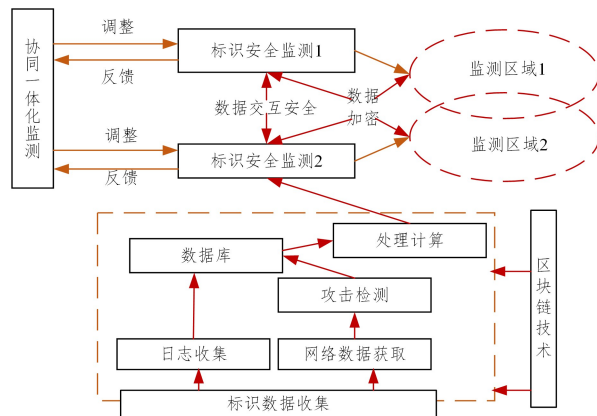 协同一体化监测
调整
反馈
标识安全监测1
监测区域1
数据交互安全
数据
加密
调整
反馈
标识安全监测2
监测区域2
处理计算
数据库
攻击检测
日志收集
网络数据获取
标识数据收集
区块链技术